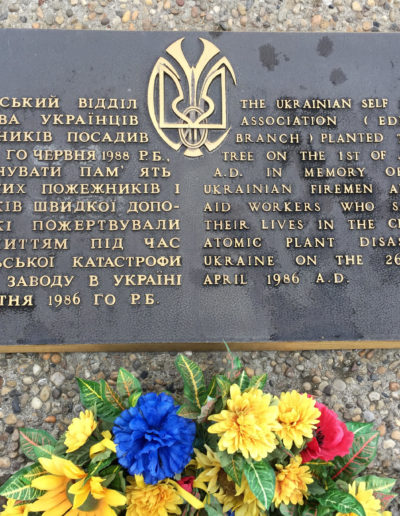 СЬКИЙ ВІДДІЛ
ВА УКРАЇНЦІВ
НИКІВ ПОСАДИВ
ГО ЧЕРВНЯ 1988 Р.Б.,
НУВАТИ ПАМ' ЯТЬ
ИХ ПОЖЕЖНИКІВ І
КІВ ШВИДКОЇ ДОПО-
КІ ПОЖЕРТВУВАЛИ
ИТТЯМ ПІД ЧАС
ЬСЬКОЇ КАТАСТРОФИ
ЗАВОДУ В УКРАЇНІ
ТНЯ 1986 ГО Р.Б.
THE UKRAINIAN SELF
ASSOCIATION ( ED
BRANCH ) PLANTED T
TREE ON THE 1ST OF J
A.D. IN MEMORY OF
UKRAINIAN FIREMEN A
AID WORKERS WHO S
THEIR LIVES IN THE C
ATOMIC PLANT DISAS
UKRAINE ON THE 26
APRIL 1986 A.D.